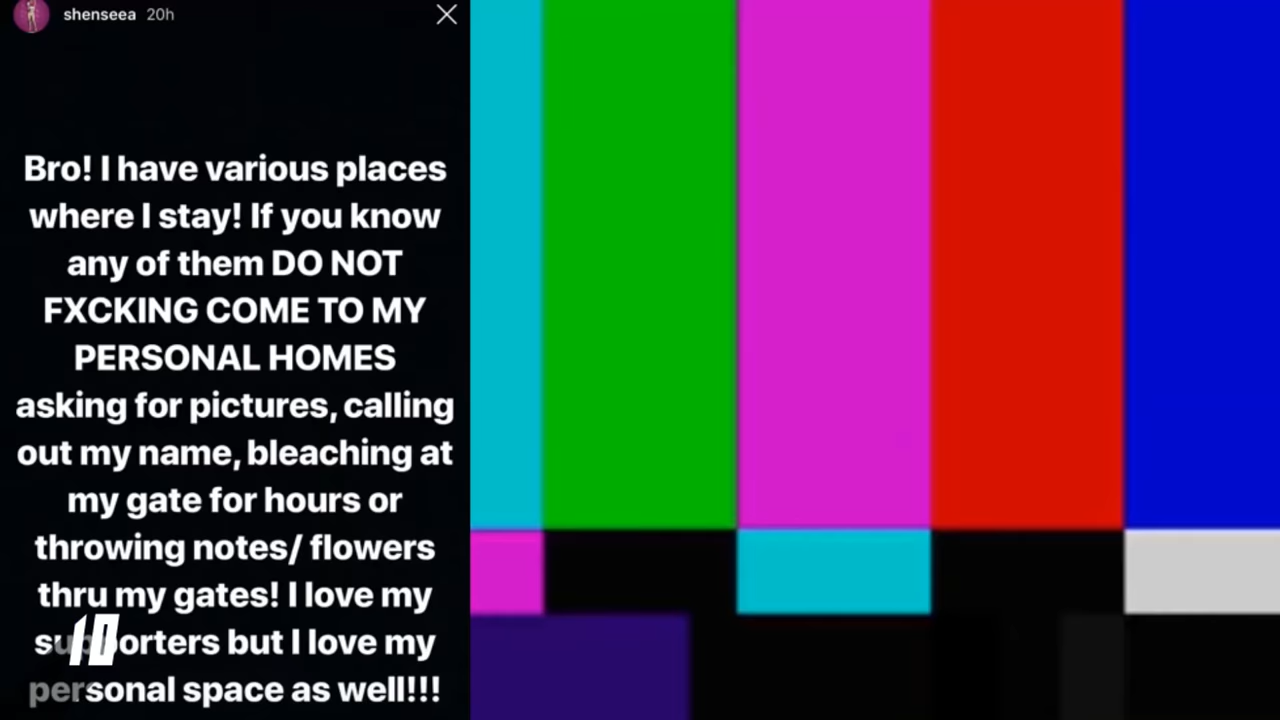 shenseea 20h
Bro! I have various places
where I stay! If you know
any of them DO NOT
FXCKING COME TO MY
PERSONAL HOMES
asking for pictures, calling
out my name, bleaching at
my gate for hours or
throwing notes/ flowers
thru my gates! I love my
supporters but I love my
personal space as well!!!
10